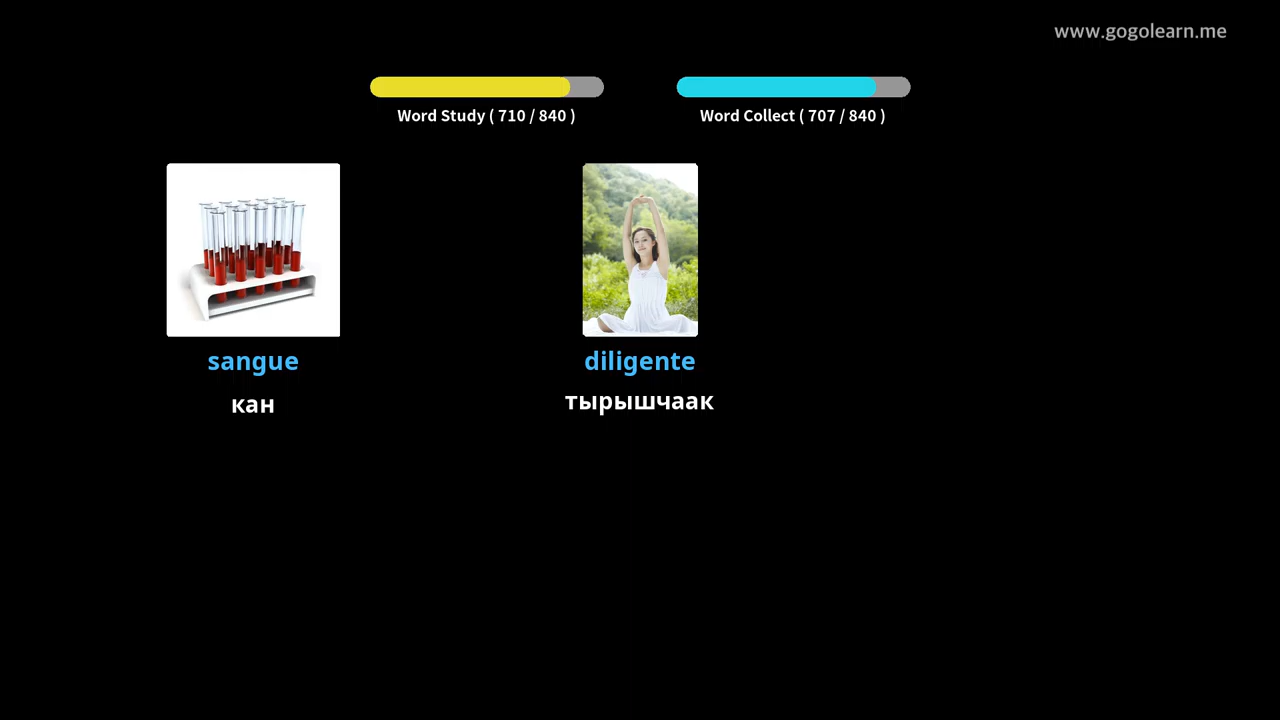 www.gogolearn.me
Word Study ( 710 / 840 )
Word Collect ( 707 / 840 )
sangue
кан
diligente
тырышчаак